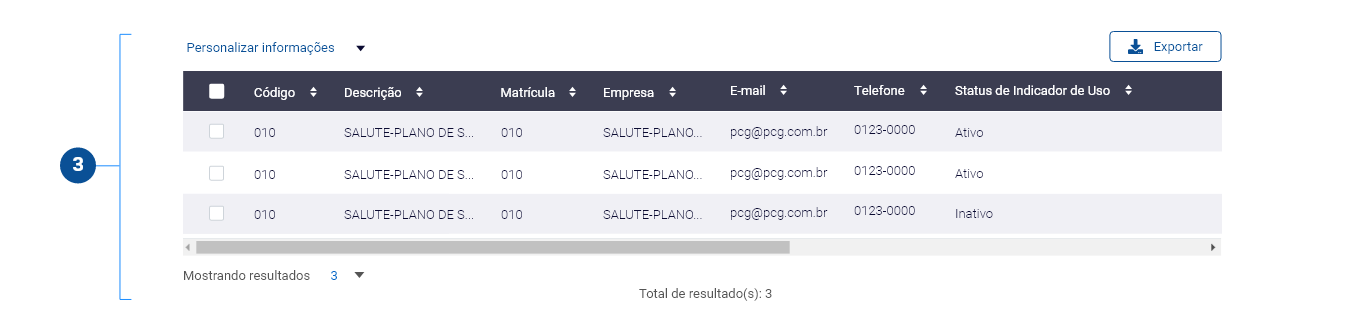 Personalizar informações
Exportar
Código Descrição Matrícula Empresa E-mail Telefone Status de Indicador de Uso
010 SALUTE-PLANO DE S... 010 SALUTE-PLANO... pcg@pcg.com.br 0123-0000 Ativo
3
010 SALUTE-PLANO DE S... 010 SALUTE-PLANO... pcg@pcg.com.br 0123-0000 Ativo
010 SALUTE-PLANO DE S... 010 SALUTE-PLANO... pcg@pcg.com.br 0123-0000 Inativo
Mostrando resultados 3
Total de resultado(s): 3